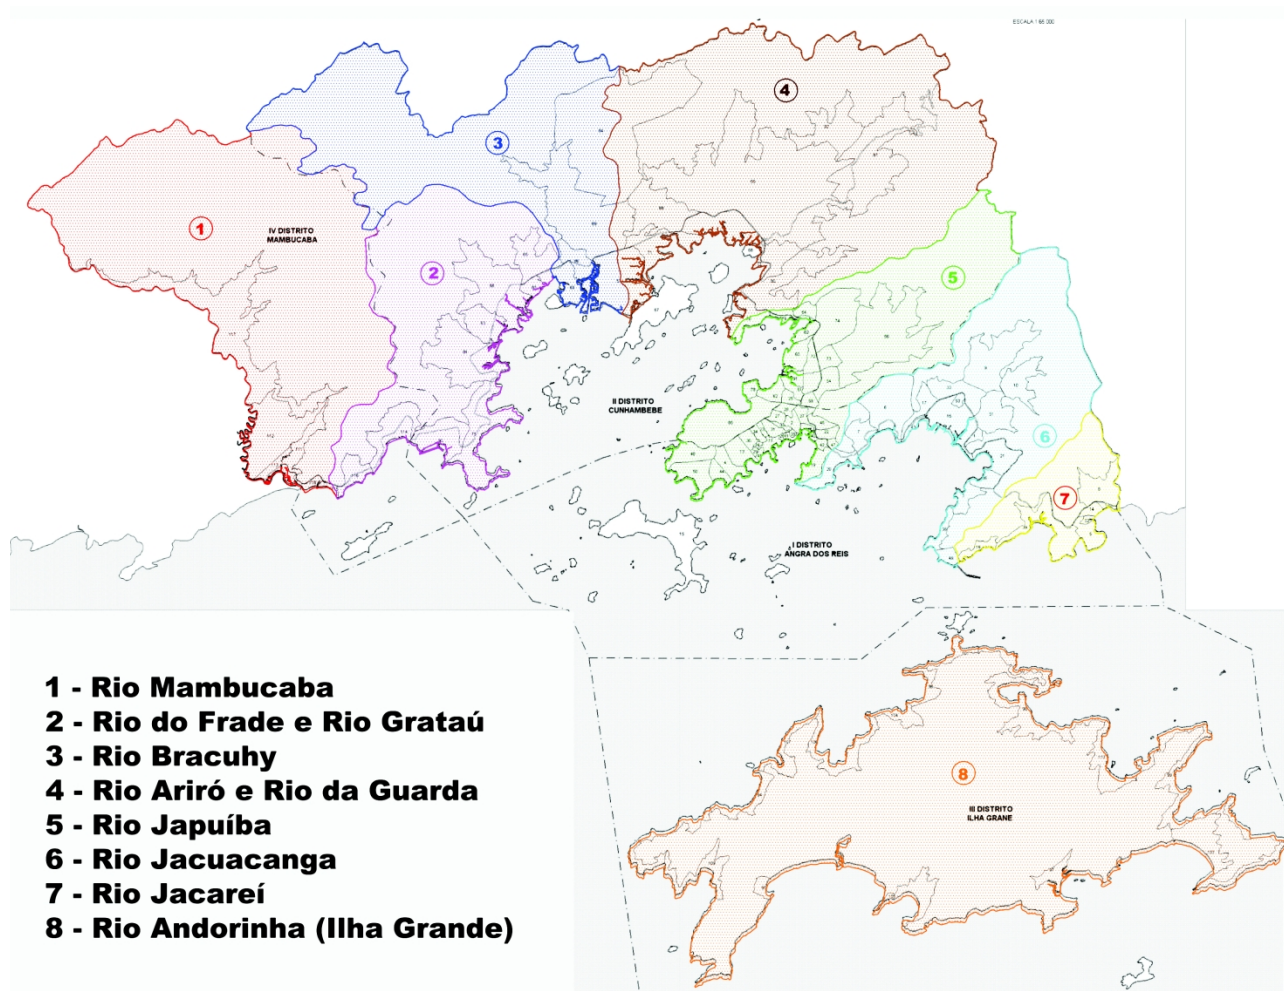 ESCALA 1:65.000
4
3
1
IV DISTRITO
MAMBUCABA
2
5
II DISTRITO
CUNHAMBEBE
6
7
I DISTRITO
ANGRA DOS REIS
8
III DISTRITO
ILHA GRANE
1 - Rio Mambucaba
2 - Rio do Frade e Rio Grataú
3 - Rio Bracuhy
4 - Rio Ariró e Rio da Guarda
5 - Rio Japuíba
6 - Rio Jacuacanga
7 - Rio Jacareí
8 - Rio Andorinha (Ilha Grande)